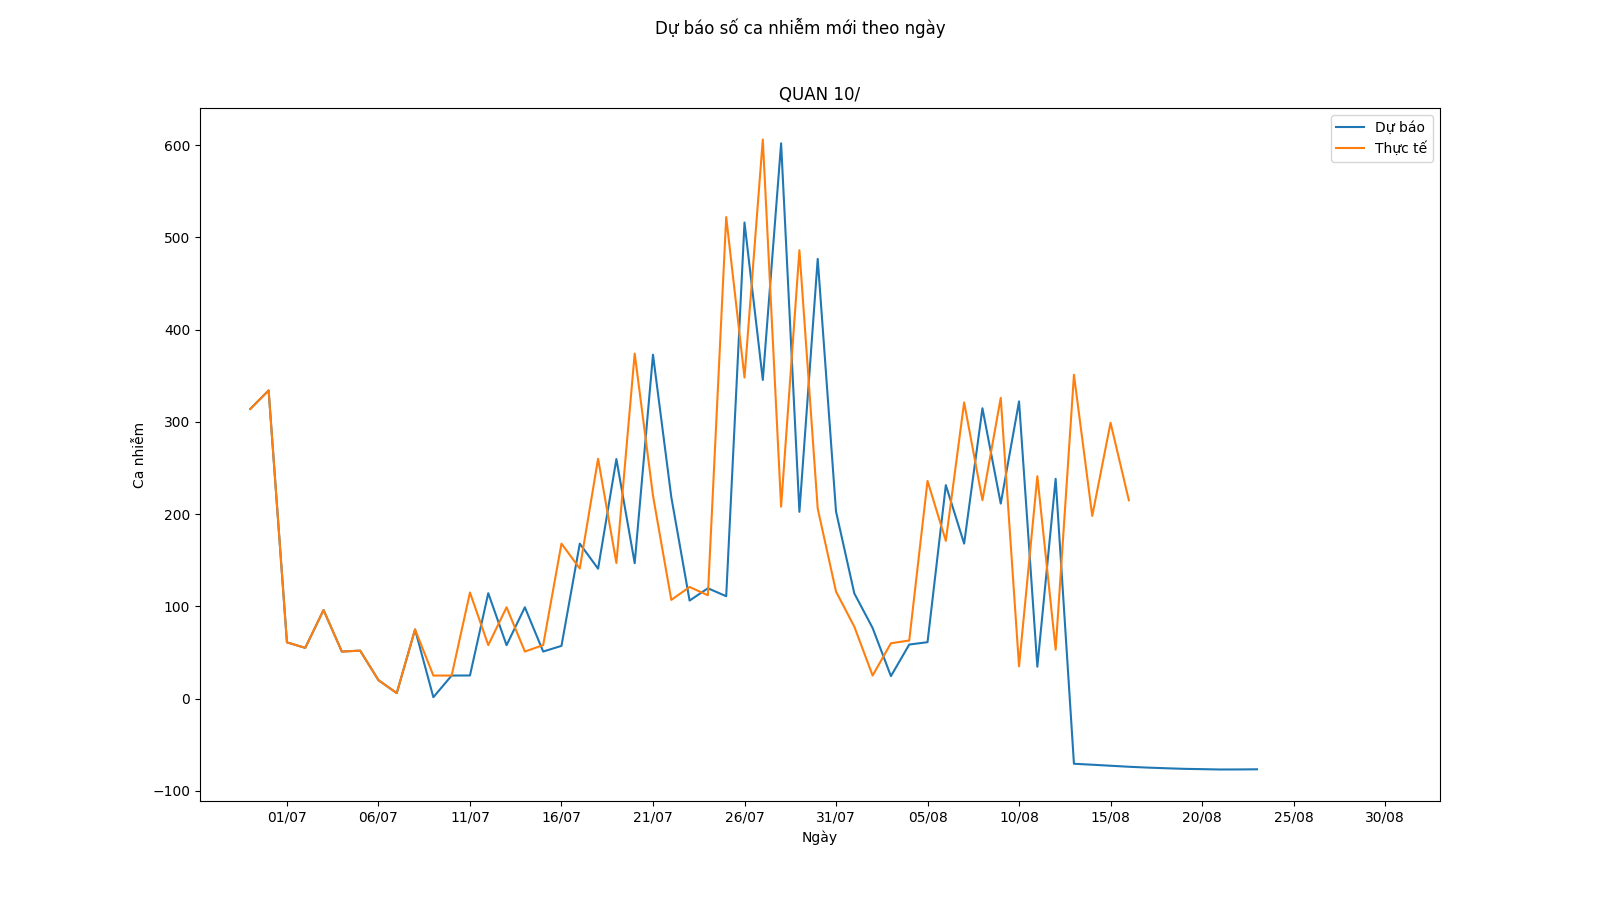 Dự báo số ca nhiễm mới theo ngày
QUAN 10/
Dự báo
Thực tế
600
500
400
300
200
100
0
−100
Ca nhiễm
01/07 06/07 11/07 16/07 21/07 26/07 31/07 05/08 10/08 15/08 20/08 25/08 30/08
Ngày